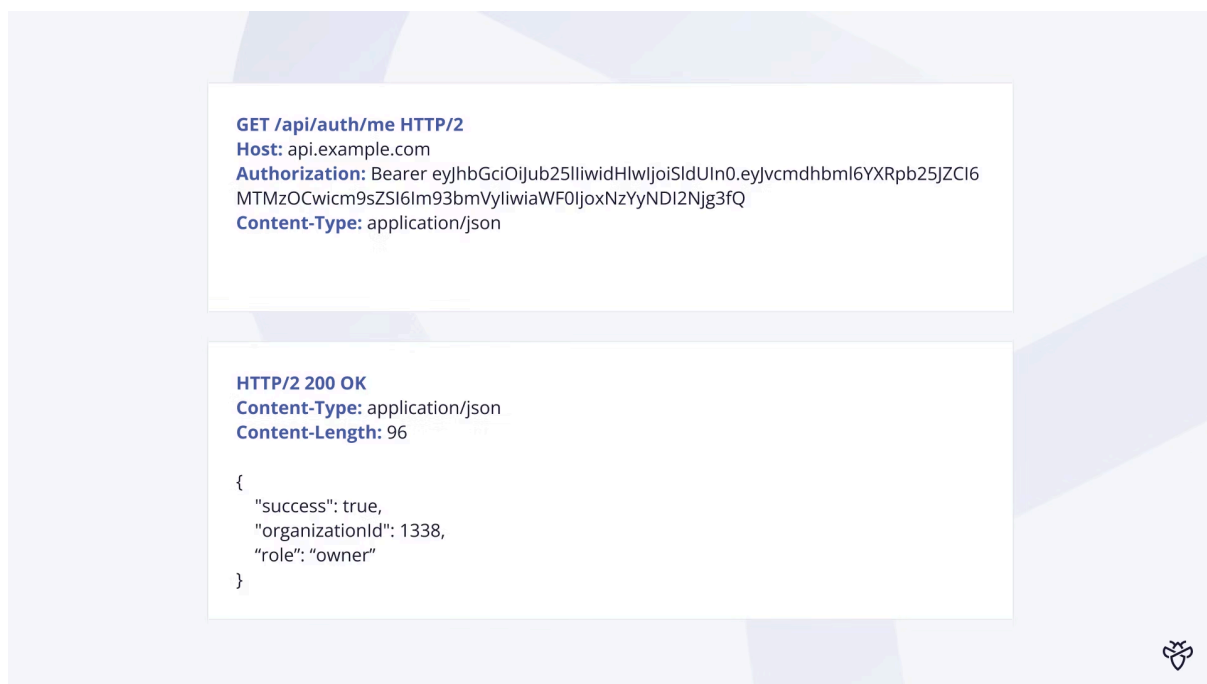 GET /api/auth/me HTTP/2
Host: api.example.com
Authorization: Bearer eyJhbGciOiJub25lIiwidHlwIjoiSldUIn0.eyJvcmdhbml6YXRpb25JZCI6
MTMzOCwicm9sZSI6Im93bmVyIiwiaWF0IjoxNzYyNDI2Njg3fQ
Content-Type: application/json
HTTP/2 200 OK
Content-Type: application/json
Content-Length: 96
{
"success": true,
"organizationId": 1338,
“role”: “owner”
}